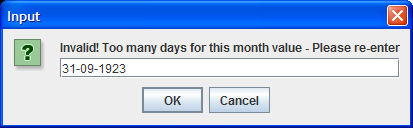 Input
Invalid! Too many days for this month value - Please re-enter
31-09-1923
OK Cancel